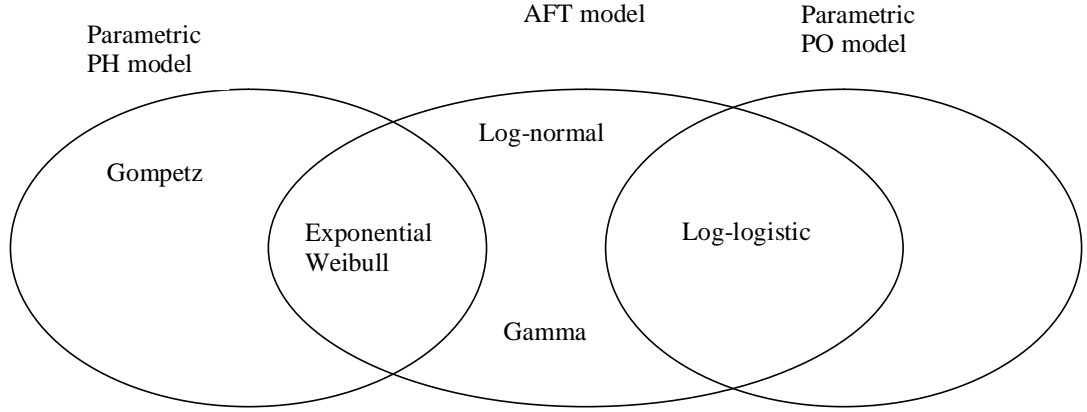 Parametric
PH model
AFT model
Parametric
PO model
Log-normal
Gompetz
Exponential
Weibull
Log-logistic
Gamma